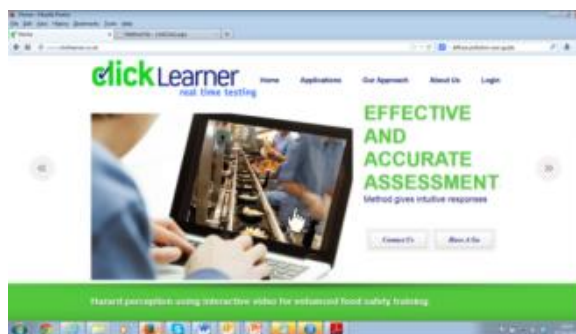 clickLearner
real time testing
Home Applications Our Approach About Us Login
EFFECTIVE
AND
ACCURATE
ASSESSMENT
Method gives intuitive responses
Contact Us Have A Go
Hazard perception using interactive video for enhanced food safety training